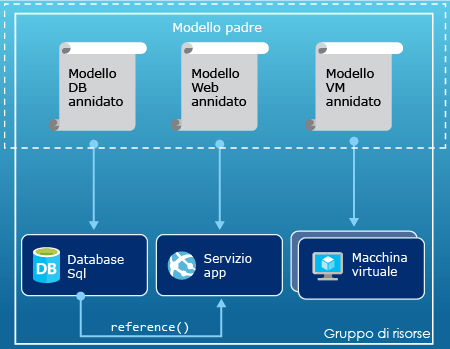 Modello padre
Modello
DB
annidato
Modello
Web
annidato
Modello
VM
annidato
DB
Database
Sql
Servizio
app
Macchina
virtuale
reference()
Gruppo di risorse